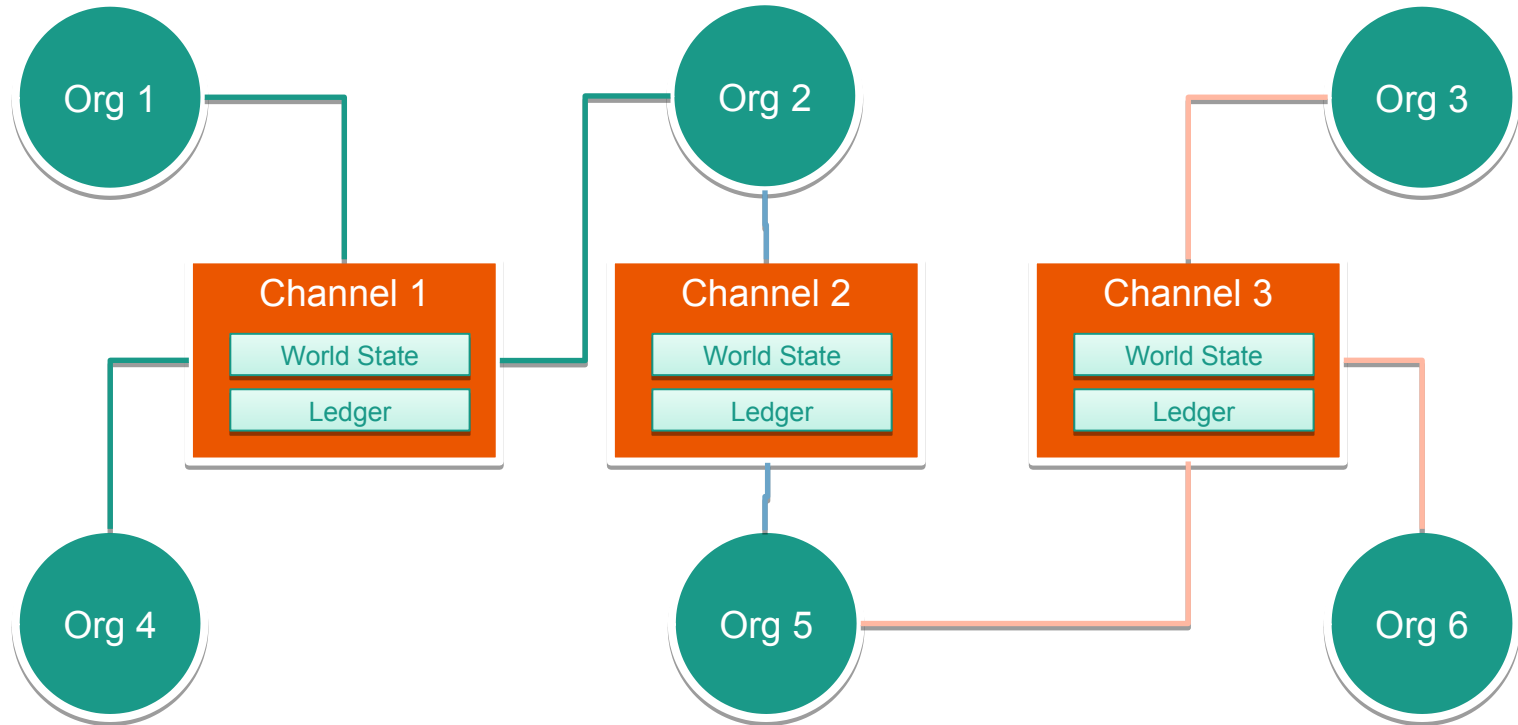 Org 1
Org 2
Org 3
Channel 1
World State
Ledger
Channel 2
World State
Ledger
Channel 3
World State
Ledger
Org 4
Org 5
Org 6